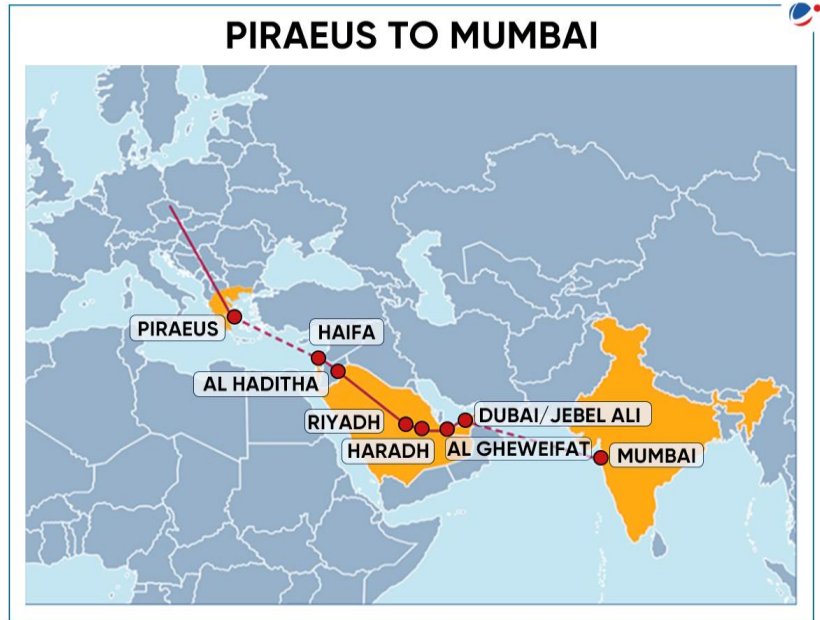 PIRAEUS TO MUMBAI
PIRAEUS
HAIFA
AL HADITHA
RIYADH
DUBAI/JEBEL ALI
HARADH
AL GHEWEIFAT
MUMBAI